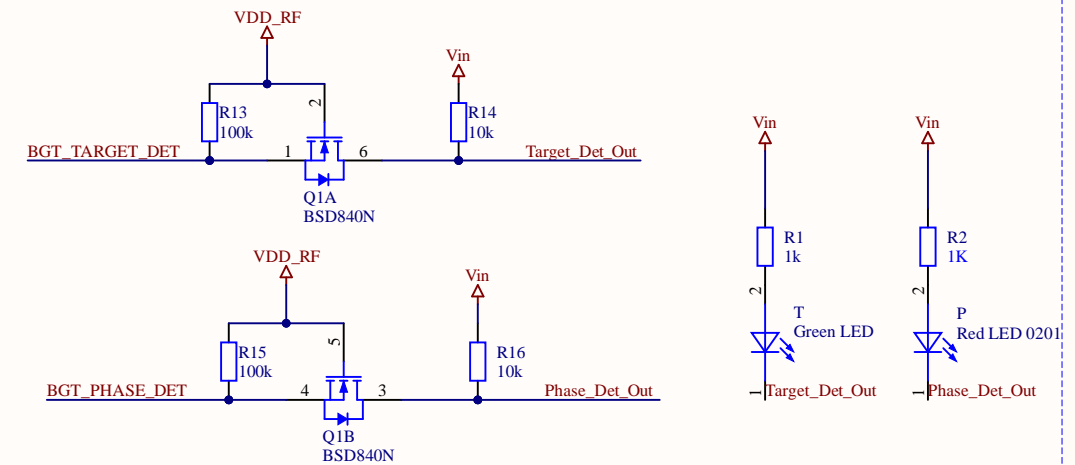 VDD_RF
Vin
R13
100k
2
R14
10k
BGT_TARGET_DET
1
6
Target_Det_Out
Q1A
BSD840N
VDD_RF
Vin
R15
100k
5
R16
10k
BGT_PHASE_DET
4
3
Phase_Det_Out
Q1B
BSD840N
Vin
R1
1k
2
T
Green LED
1
Target_Det_Out
Vin
R2
1K
2
P
Red LED 0201
1
Phase_Det_Out